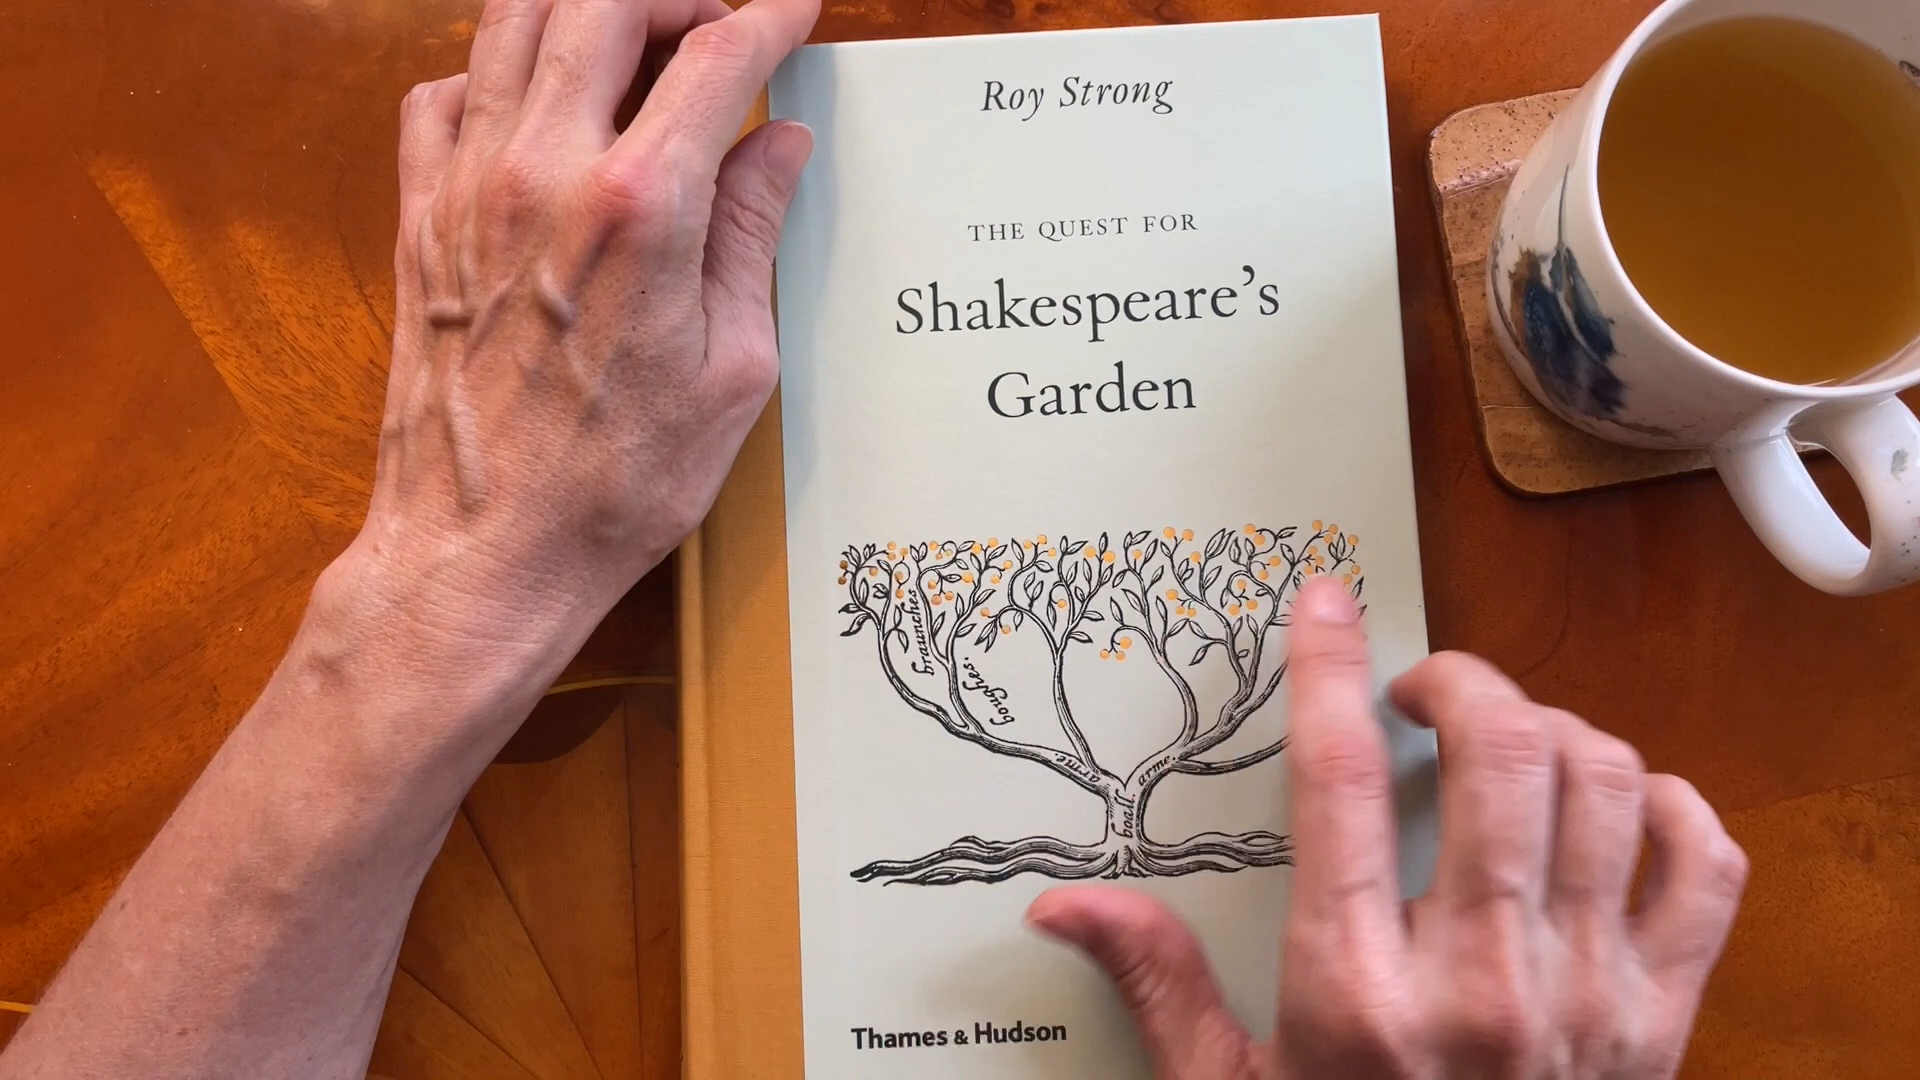 Roy Strong
THE QUEST FOR
Shakespeare's
Garden
braunches
boughes.
arme.
arme.
boall.
Thames & Hudson